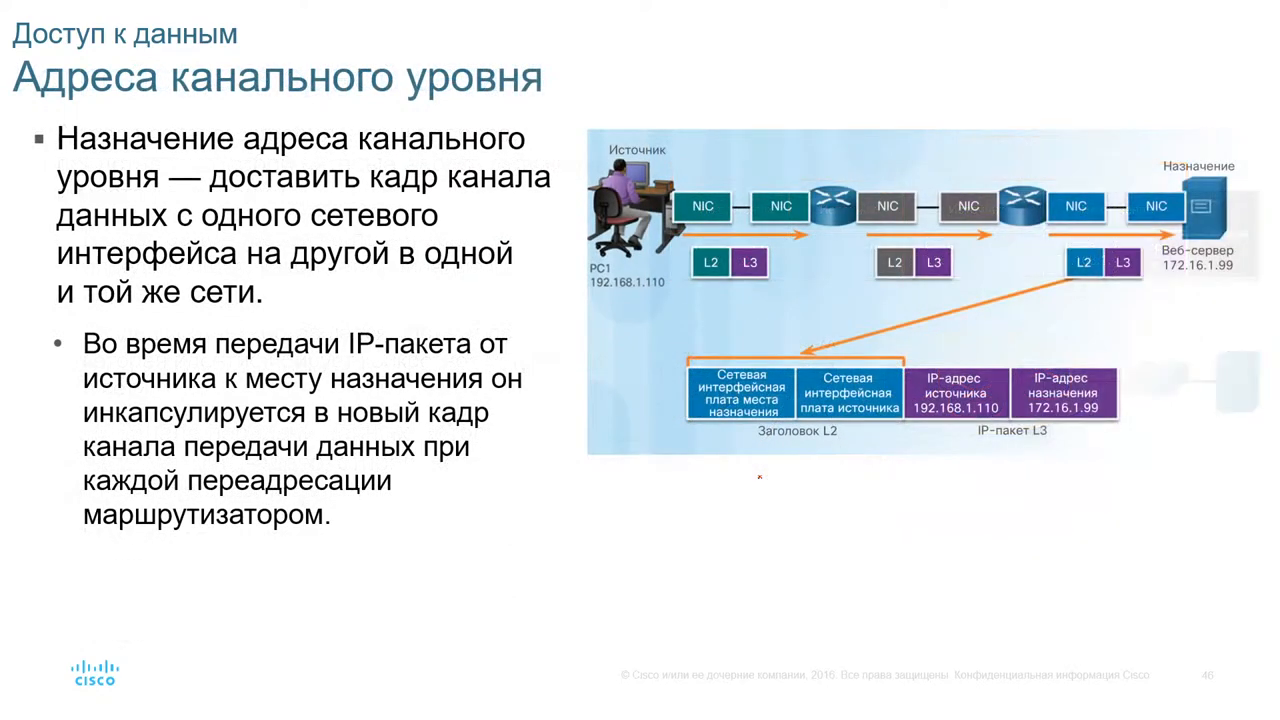 Доступ к данным
Адреса канального уровня
Назначение адреса канального
уровня — доставить кадр канала
данных с одного сетевого
интерфейса на другой в одной
и той же сети.
Во время передачи IP-пакета от
источника к месту назначения он
инкапсулируется в новый кадр
канала передачи данных при
каждой переадресации
маршрутизатором.
Источник
Назначение
NIC
NIC
NIC
NIC
NIC
NIC
L2 L3
L2 L3
L2 L3
PC1
192.168.1.110
Веб-сервер
172.16.1.99
Сетевая
интерфейсная
плата места
назначения
Сетевая
интерфейсная
плата источника
IP-адрес
источника
192.168.1.110
IP-адрес
назначения
172.16.1.99
Заголовок L2
IP-пакет L3
CISCO
© Cisco и/или ее дочерние компании, 2016. Все права защищены. Конфиденциальная информация Cisco
46